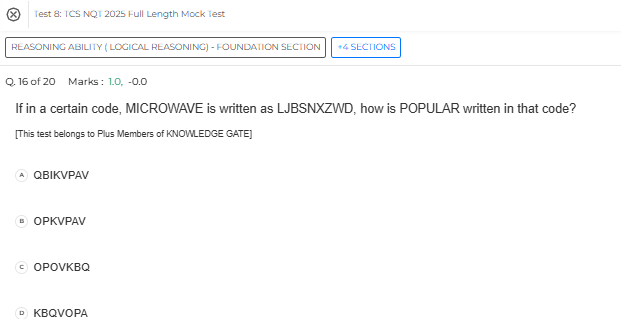 Test 8: TCS NQT 2025 Full Length Mock Test
REASONING ABILITY ( LOGICAL REASONING) - FOUNDATION SECTION +4 SECTIONS
Q. 16 of 20 Marks : 1.0, -0.0
If in a certain code, MICROWAVE is written as LJBSNXZWD, how is POPULAR written in that code?
[This test belongs to Plus Members of KNOWLEDGE GATE]
A QBIKVPAV
B OPKVPAV
C OPOVKBQ
D KBQVOPA